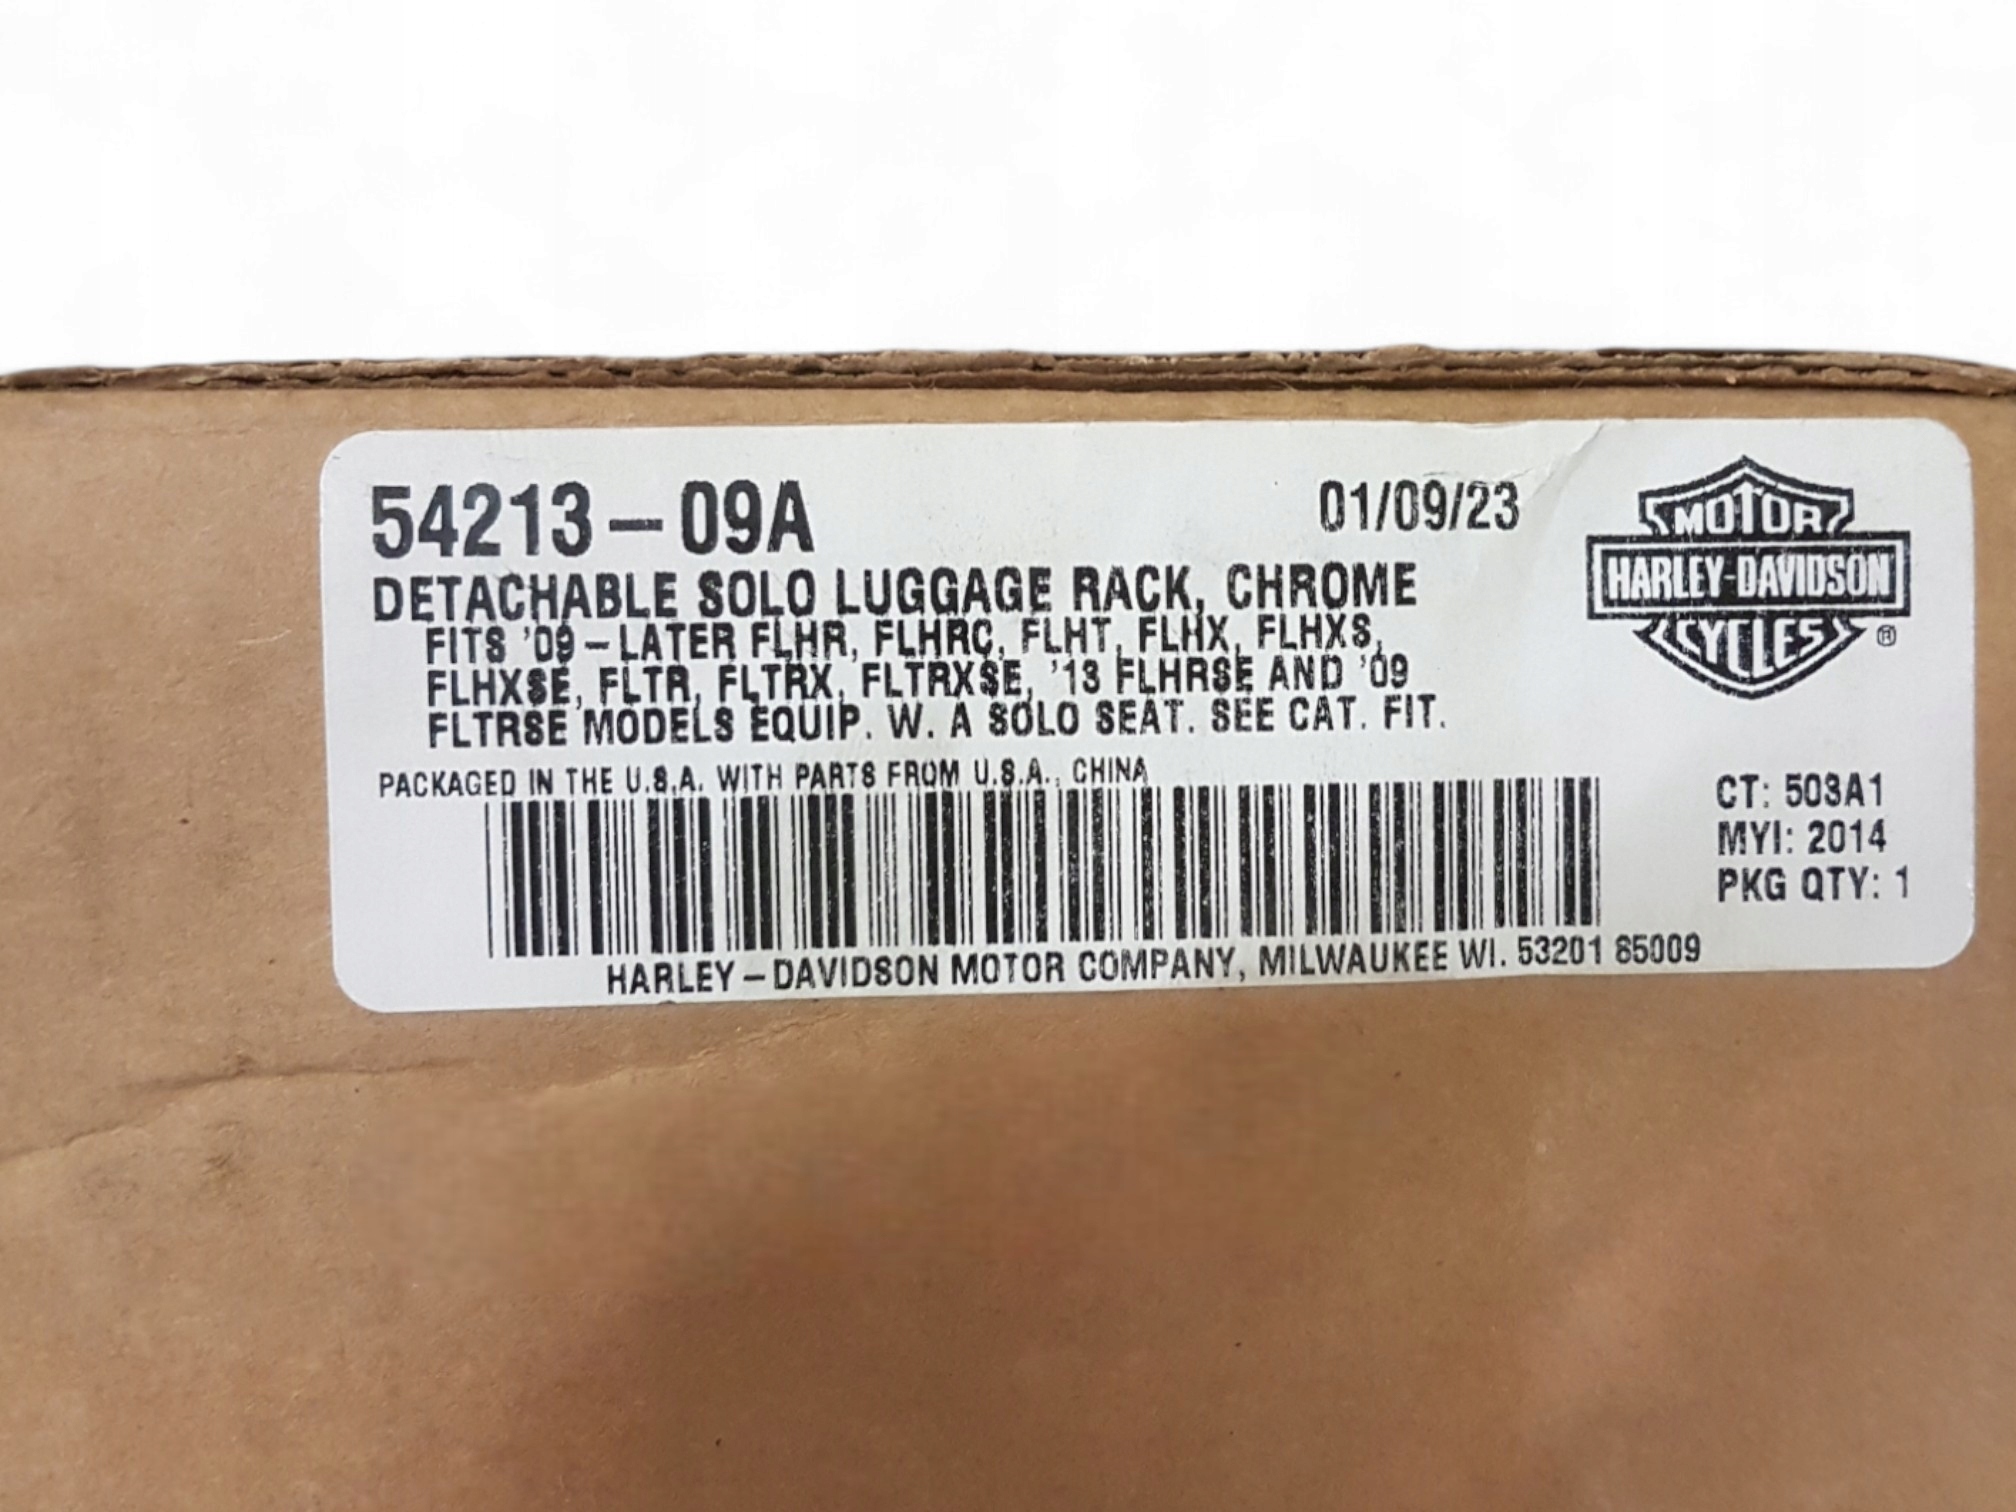 54213-09A 01/09/23
DETACHABLE SOLO LUGGAGE RACK, CHROME
FITS '09-LATER FLHR, FLHRC, FLHT, FLHX, FLHXS,
FLHXSE, FLTR, FLTRX, FLTRXSE, '13 FLHRSE AND '09
FLTRSE MODELS EQUIP. W. A SOLO SEAT. SEE CAT. FIT.
PACKAGED IN THE U.S.A. WITH PARTS FROM U.S.A., CHINA
HARLEY-DAVIDSON MOTOR COMPANY, MILWAUKEE WI. 53201 85009
MOTOR
HARLEY-DAVIDSON
CYCLES ®
CT: 503A1
MYI: 2014
PKG QTY: 1